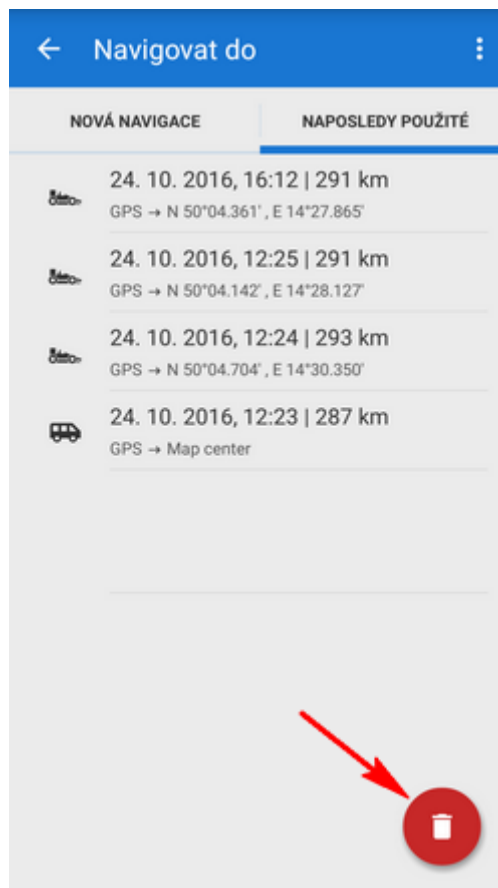 Navigovat do
NOVÁ NAVIGACE
NAPOSLEDY POUŽITÉ
24. 10. 2016, 16:12 | 291 km
GPS → N 50°04.361' , E 14°27.865'
24. 10. 2016, 12:25 | 291 km
GPS → N 50°04.142' , E 14°28.127'
24. 10. 2016, 12:24 | 293 km
GPS → N 50°04.704' , E 14°30.350'
24. 10. 2016, 12:23 | 287 km
GPS → Map center